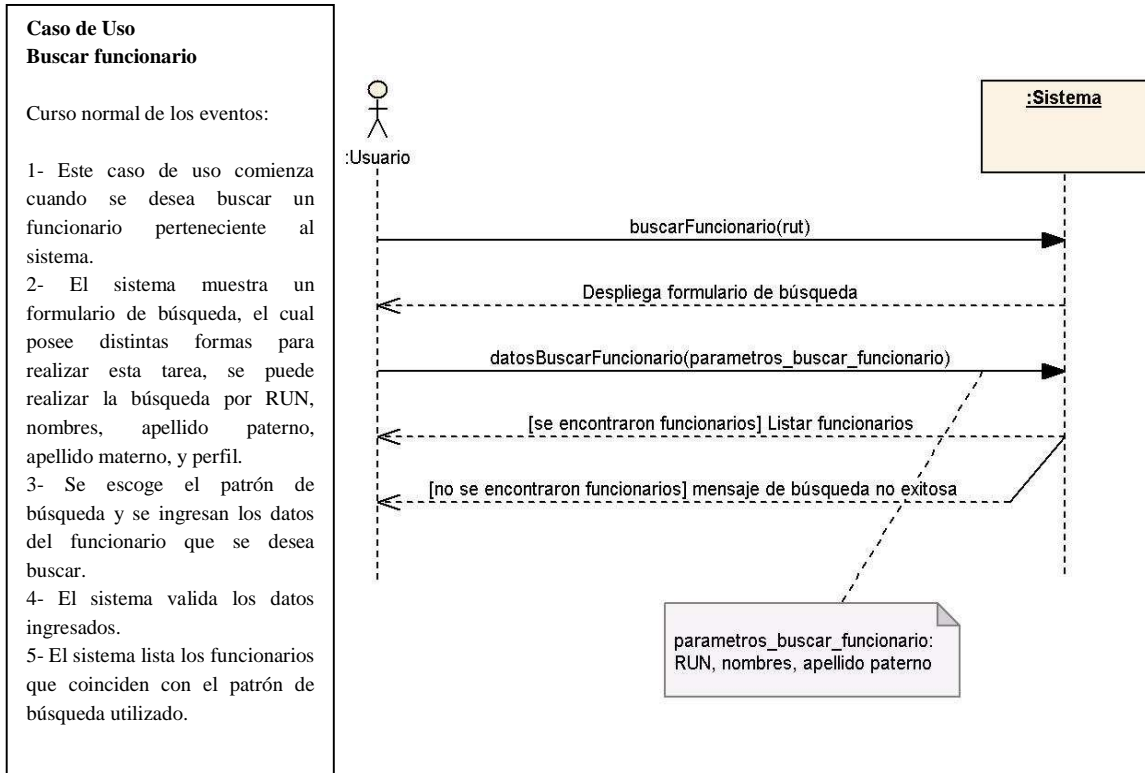 Caso de Uso
Buscar funcionario
Curso normal de los eventos:
1- Este caso de uso comienza
cuando se desea buscar un
funcionario perteneciente al
sistema.
2- El sistema muestra un
formulario de búsqueda, el cual
posee distintas formas para
realizar esta tarea, se puede
realizar la búsqueda por RUN,
nombres, apellido paterno,
apellido materno, y perfil.
3- Se escoge el patrón de
búsqueda y se ingresan los datos
del funcionario que se desea
buscar.
4- El sistema valida los datos
ingresados.
5- El sistema lista los funcionarios
que coinciden con el patrón de
búsqueda utilizado.
:Usuario
:Sistema
buscarFuncionario(rut)
Despliega formulario de búsqueda
datosBuscarFuncionario(parametros_buscar_funcionario)
[se encontraron funcionarios] Listar funcionarios
[no se encontraron funcionarios] mensaje de búsqueda no exitosa
parametros_buscar_funcionario:
RUN, nombres, apellido paterno